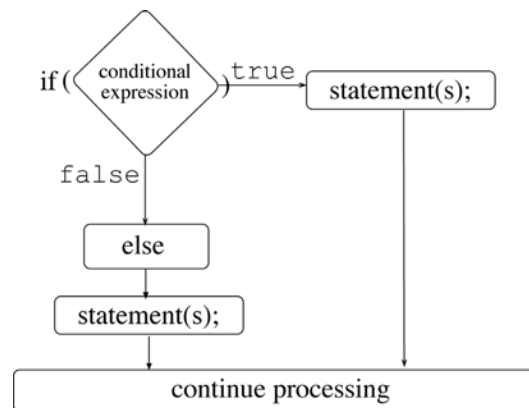 if (
conditional
expression
)
true
statement(s);
false
else
statement(s);
continue processing